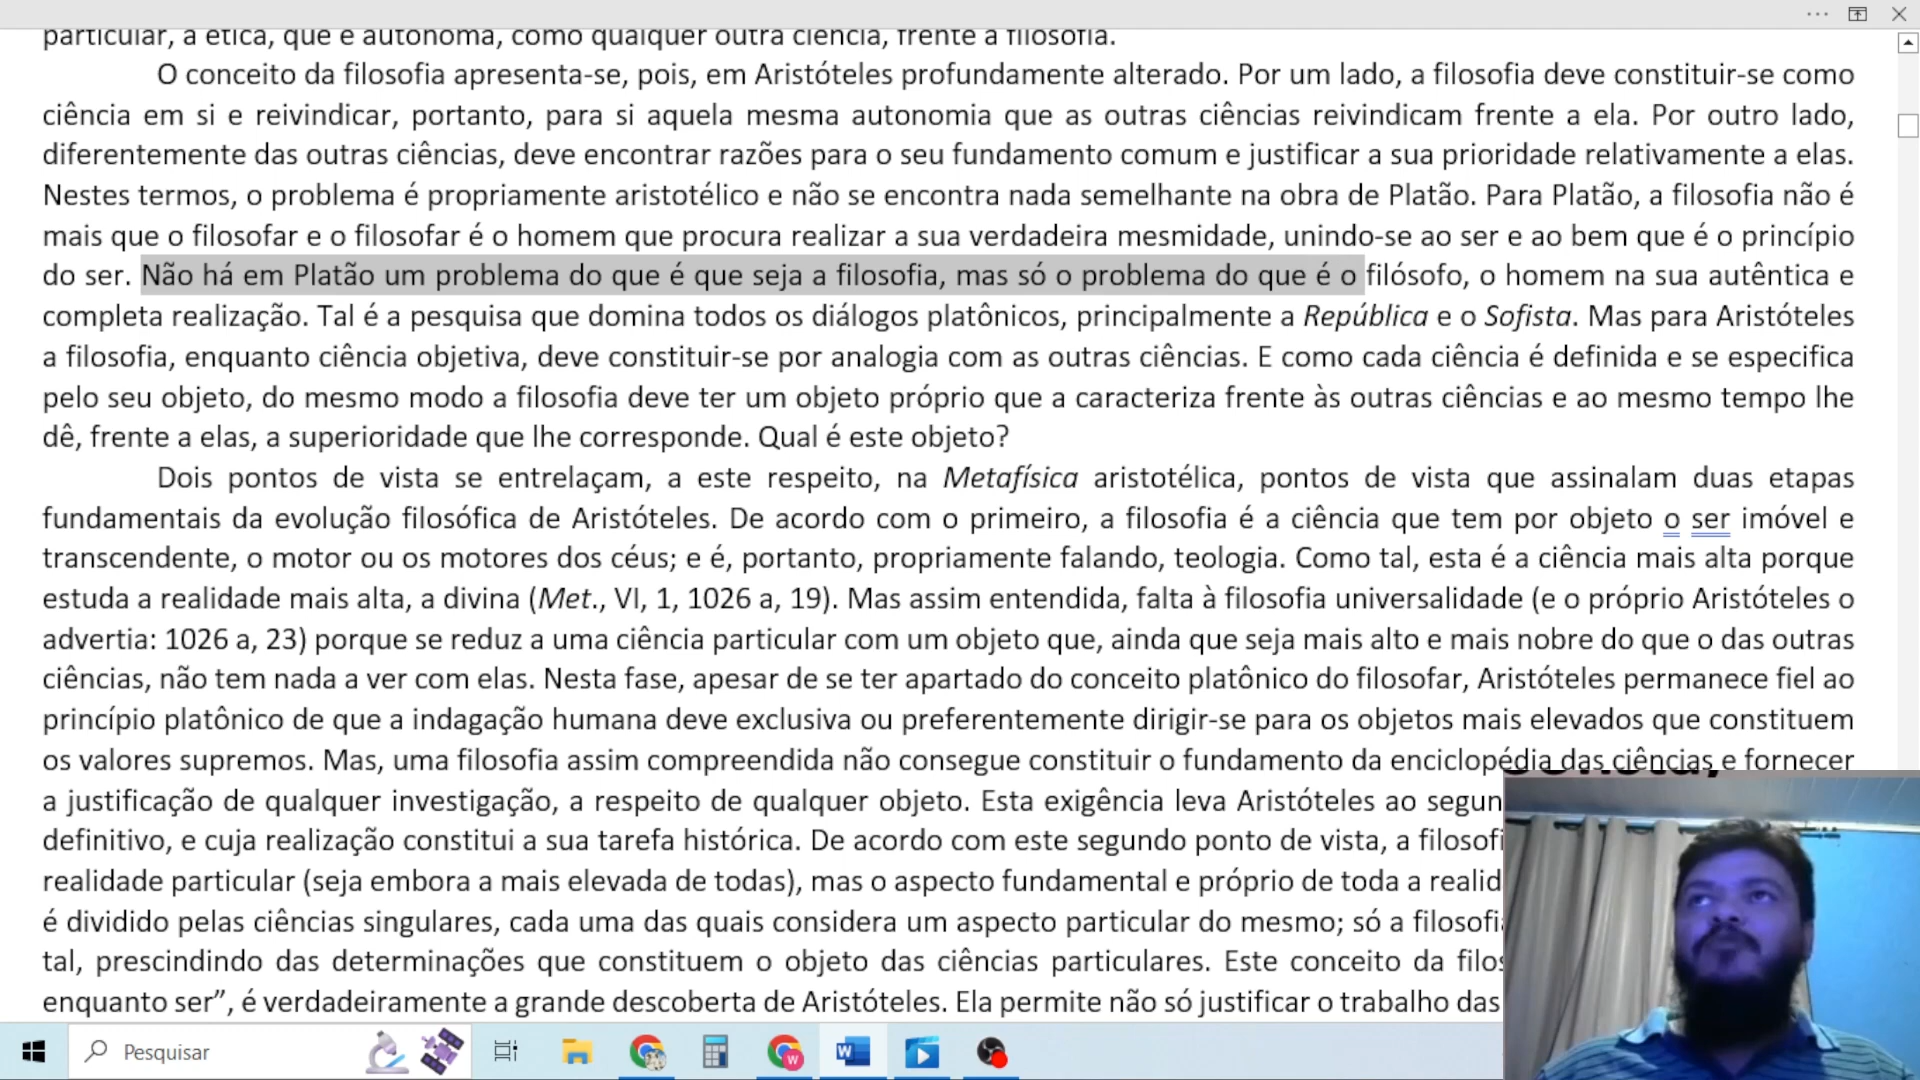 particular, a ética, que é autônoma, como qualquer outra ciência, frente à filosofia.
O conceito da filosofia apresenta-se, pois, em Aristóteles profundamente alterado. Por um lado, a filosofia deve constituir-se como
ciência em si e reivindicar, portanto, para si aquela mesma autonomia que as outras ciências reivindicam frente a ela. Por outro lado,
diferentemente das outras ciências, deve encontrar razões para o seu fundamento comum e justificar a sua prioridade relativamente a elas.
Nestes termos, o problema é propriamente aristotélico e não se encontra nada semelhante na obra de Platão. Para Platão, a filosofia não é
mais que o filosofar e o filosofar é o homem que procura realizar a sua verdadeira mesmidade, unindo-se ao ser e ao bem que é o princípio
do ser. Não há em Platão um problema do que é que seja a filosofia, mas só o problema do que é o filósofo, o homem na sua autêntica e
completa realização. Tal é a pesquisa que domina todos os diálogos platônicos, principalmente a República e o Sofista. Mas para Aristóteles
a filosofia, enquanto ciência objetiva, deve constituir-se por analogia com as outras ciências. E como cada ciência é definida e se especifica
pelo seu objeto, do mesmo modo a filosofia deve ter um objeto próprio que a caracteriza frente às outras ciências e ao mesmo tempo lhe
dê, frente a elas, a superioridade que lhe corresponde. Qual é este objeto?
Dois pontos de vista se entrelaçam, a este respeito, na Metafísica aristotélica, pontos de vista que assinalam duas etapas
fundamentais da evolução filosófica de Aristóteles. De acordo com o primeiro, a filosofia é a ciência que tem por objeto o ser imóvel e
transcendente, o motor ou os motores dos céus; e é, portanto, propriamente falando, teologia. Como tal, esta é a ciência mais alta porque
estuda a realidade mais alta, a divina (Met., VI, 1, 1026 a, 19). Mas assim entendida, falta à filosofia universalidade (e o próprio Aristóteles o
advertia: 1026 a, 23) porque se reduz a uma ciência particular com um objeto que, ainda que seja mais alto e mais nobre do que o das outras
ciências, não tem nada a ver com elas. Nesta fase, apesar de se ter apartado do conceito platônico do filosofar, Aristóteles permanece fiel ao
princípio platônico de que a indagação humana deve exclusiva ou preferentemente dirigir-se para os objetos mais elevados que constituem
os valores supremos. Mas, uma filosofia assim compreendida não consegue constituir o fundamento da enciclopédia das ciências e fornecer
a justificação de qualquer investigação, a respeito de qualquer objeto. Esta exigência leva Aristóteles ao segun
definitivo, e cuja realização constitui a sua tarefa histórica. De acordo com este segundo ponto de vista, a filosofi
realidade particular (seja embora a mais elevada de todas), mas o aspecto fundamental e próprio de toda a realid
é dividido pelas ciências singulares, cada uma das quais considera um aspecto particular do mesmo; só a filosofi
tal, prescindindo das determinações que constituem o objeto das ciências particulares. Este conceito da filos
enquanto ser”, é verdadeiramente a grande descoberta de Aristóteles. Ela permite não só justificar o trabalho das
Pesquisar